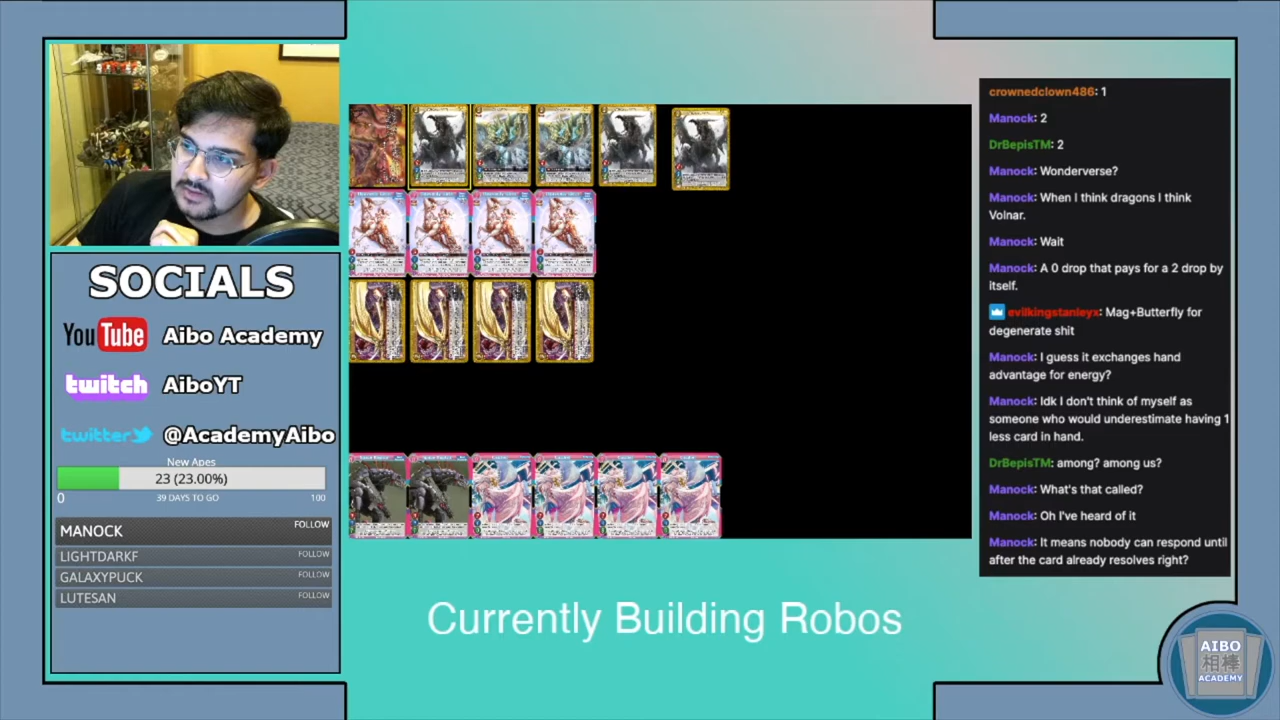 SOCIALS
YouTube Aibo Academy
twitch AiboYT
twitter @AcademyAibo
New Apes
23 (23.00%)
0 39 DAYS TO GO 100
MANOCK FOLLOW
LIGHTDARKF FOLLOW
GALAXYPUCK FOLLOW
LUTESAN FOLLOW
Currently Building Robos
crownedclown486: 1
Manock: 2
DrBepisTM: 2
Manock: Wonderverse?
Manock: When I think dragons I think
Volnar.
Manock: Wait
Manock: A 0 drop that pays for a 2 drop by
itself.
evilkingstanleyx: Mag+Butterfly for
degenerate shit
Manock: I guess it exchanges hand
advantage for energy?
Manock: Idk I don't think of myself as
someone who would underestimate having 1
less card in hand.
DrBepisTM: among? among us?
Manock: What's that called?
Manock: Oh I've heard of it
Manock: It means nobody can respond until
after the card already resolves right?
AIBO
相棒
ACADEMY